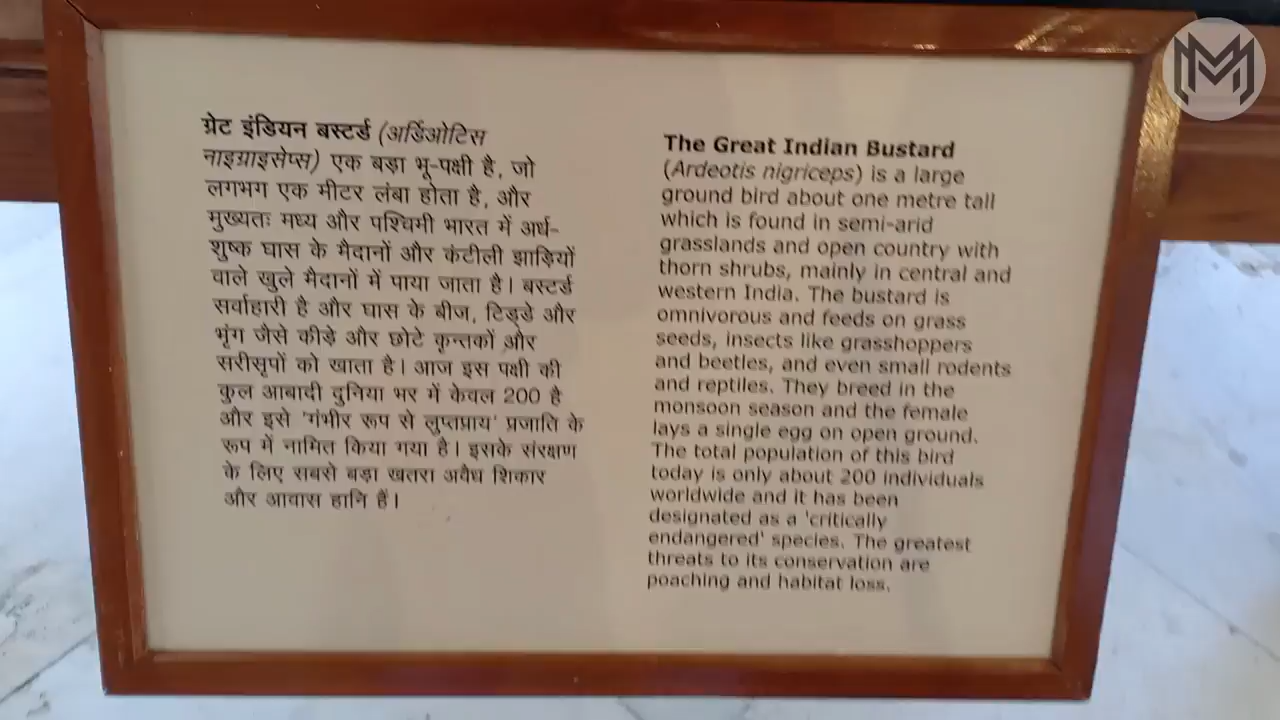 ग्रेट इंडियन बस्टर्ड (अर्डिओटिस
नाइग्राइसेप्स) एक बड़ा भू-पक्षी है, जो
लगभग एक मीटर लंबा होता है, और
मुख्यतः मध्य और पश्चिमी भारत में अर्ध-
शुष्क घास के मैदानों और कंटीली झाड़ियों
वाले खुले मैदानों में पाया जाता है। बस्टर्ड
सर्वाहारी है और घास के बीज, टिड्डे और
भृंग जैसे कीड़े और छोटे कृन्तकों और
सरीसृपों को खाता है। आज इस पक्षी की
कुल आबादी दुनिया भर में केवल 200 है
और इसे 'गंभीर रूप से लुप्तप्राय' प्रजाति के
रूप में नामित किया गया है। इसके संरक्षण
के लिए सबसे बड़ा खतरा अवैध शिकार
और आवास हानि हैं।
The Great Indian Bustard
(Ardeotis nigriceps) is a large
ground bird about one metre tall
which is found in semi-arid
grasslands and open country with
thorn shrubs, mainly in central and
western India. The bustard is
omnivorous and feeds on grass
seeds, insects like grasshoppers
and beetles, and even small rodents
and reptiles. They breed in the
monsoon season and the female
lays a single egg on open ground.
The total population of this bird
today is only about 200 individuals
worldwide and it has been
designated as a 'critically
endangered' species. The greatest
threats to its conservation are
poaching and habitat loss.